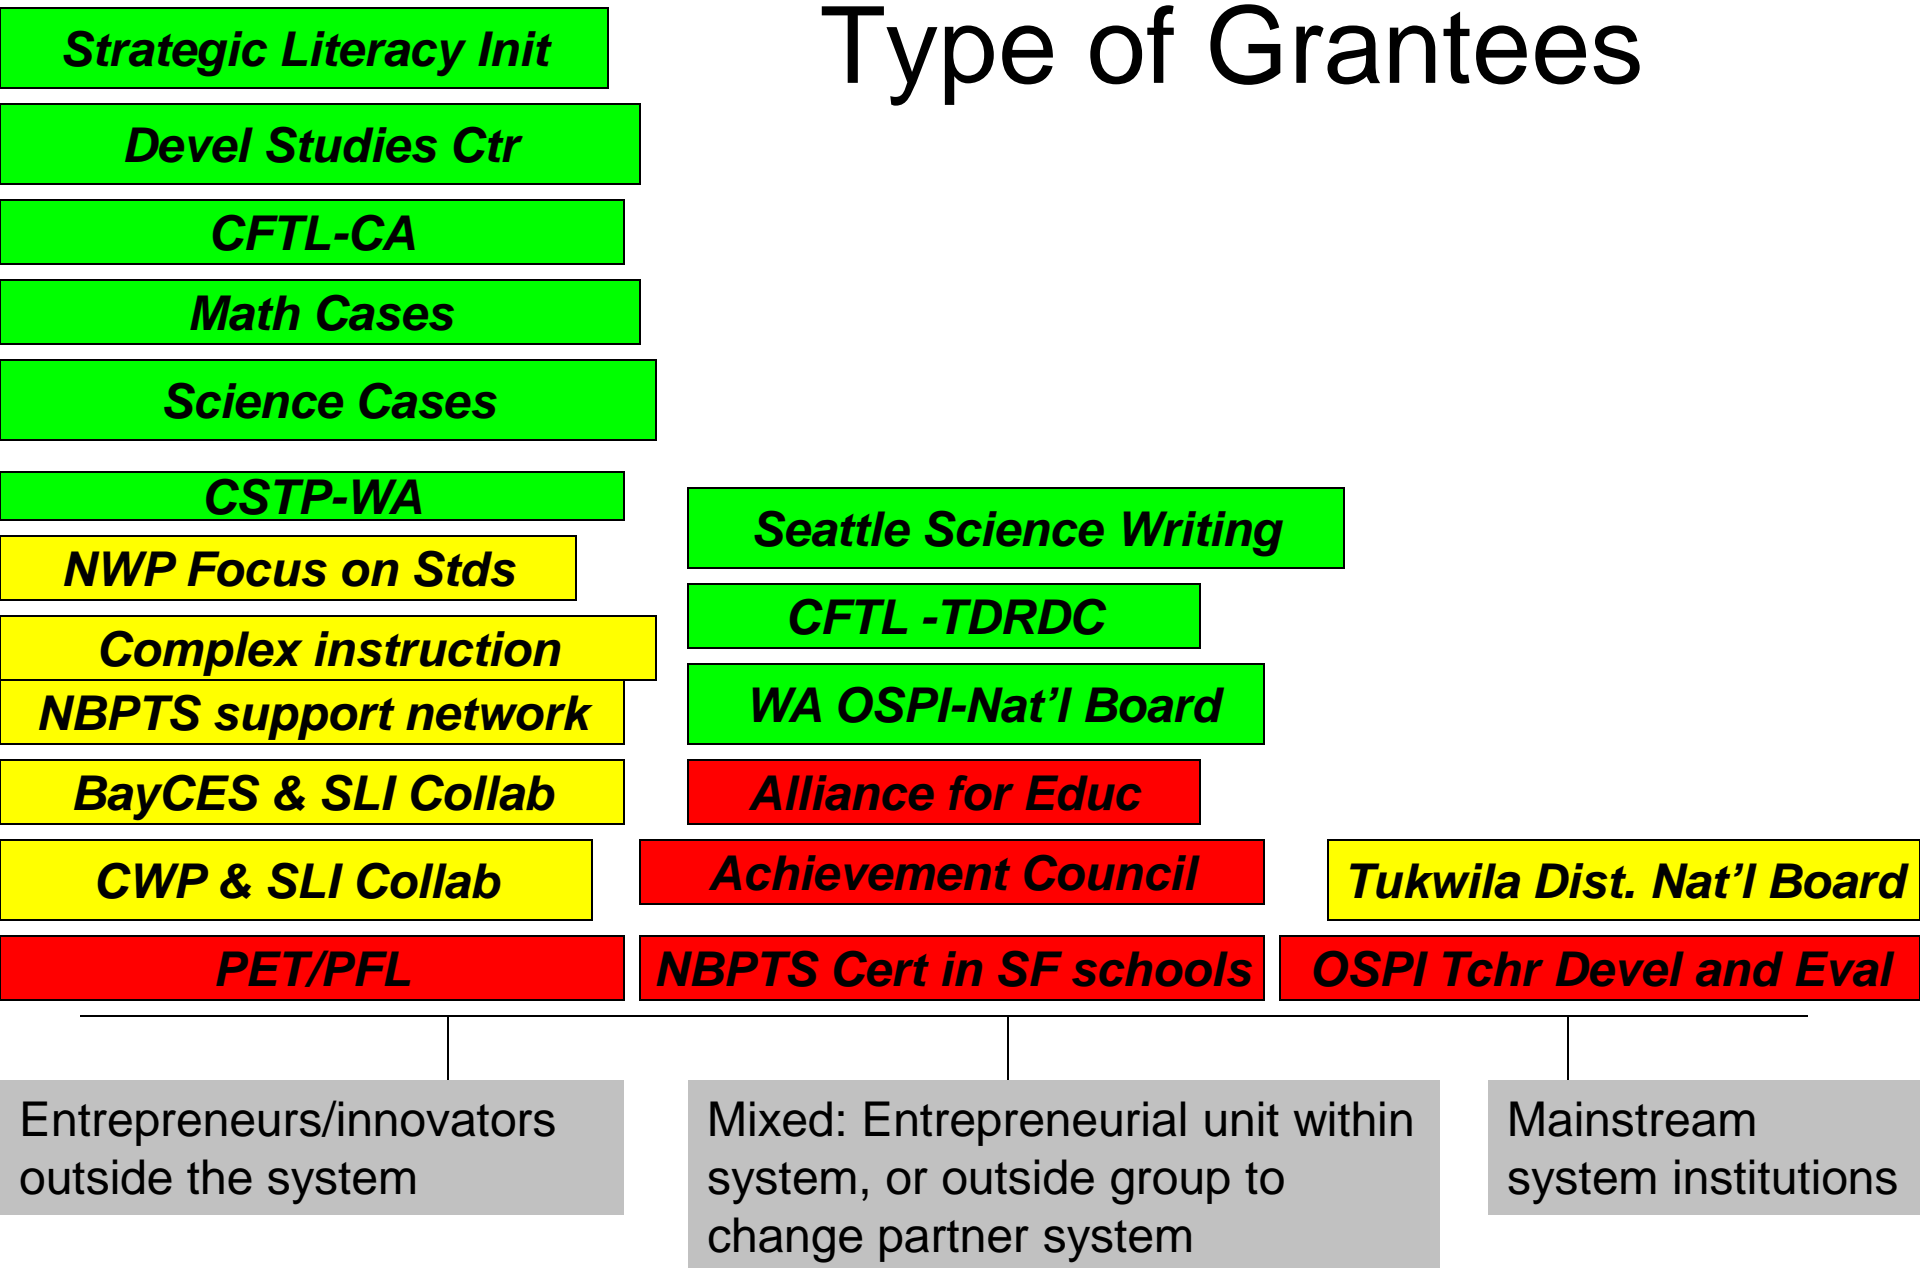 Type of Grantees
Strategic Literacy Init
Devel Studies Ctr
CFTL-CA
Math Cases
Science Cases
CSTP-WA
NWP Focus on Stds
Complex instruction
NBPTS support network
BayCES & SLI Collab
CWP & SLI Collab
PET/PFL
Seattle Science Writing
CFTL -TDRDC
WA OSPI-Nat’l Board
Alliance for Educ
Achievement Council
NBPTS Cert in SF schools
Tukwila Dist. Nat’l Board
OSPI Tchr Devel and Eval
Entrepreneurs/innovators
outside the system
Mixed: Entrepreneurial unit within
system, or outside group to
change partner system
Mainstream
system institutions